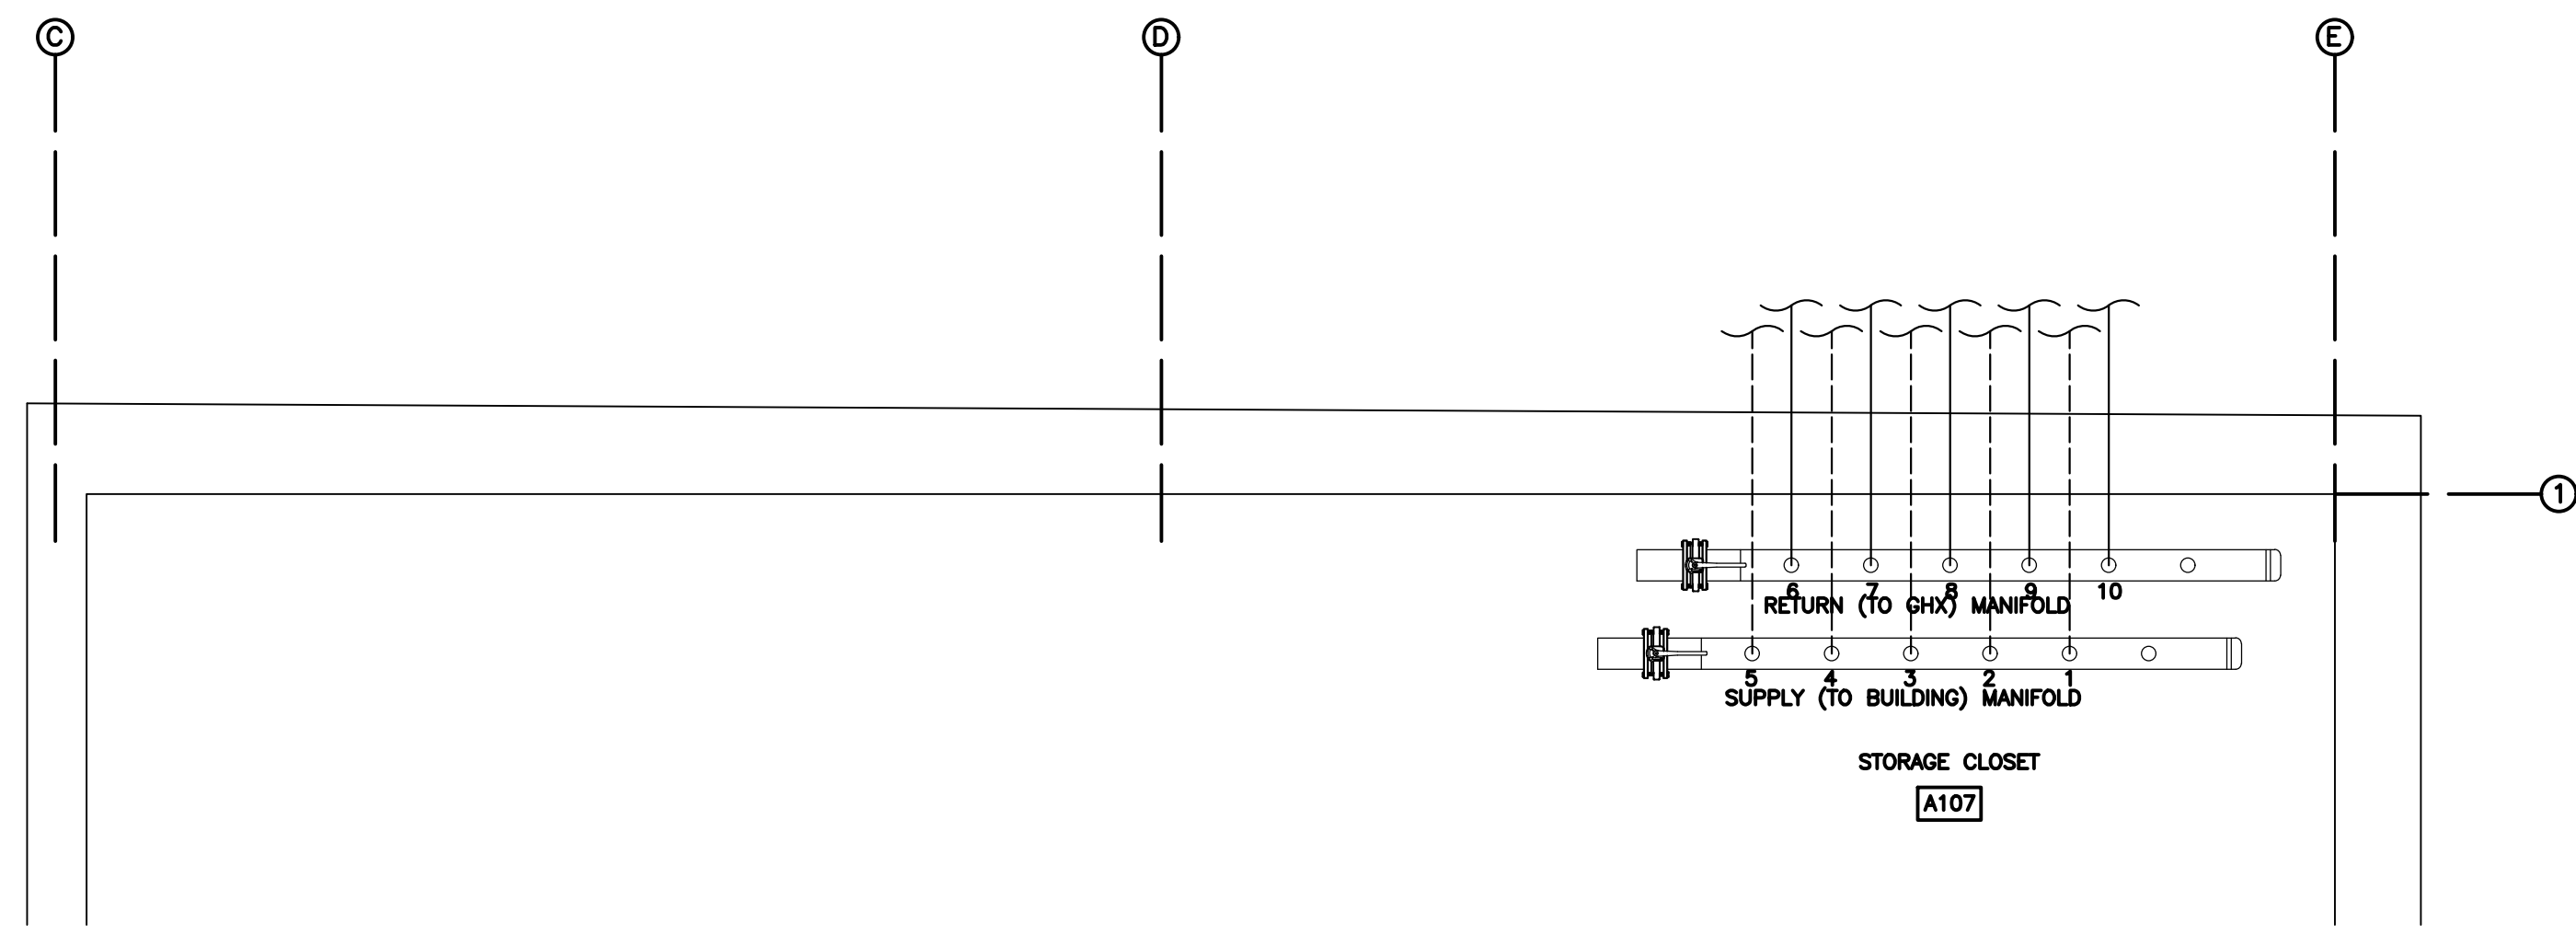 C D E
1
6 7 8 9 10
RETURN (TO GHX) MANIFOLD
5 4 3 2 1
SUPPLY (TO BUILDING) MANIFOLD
STORAGE CLOSET
A107